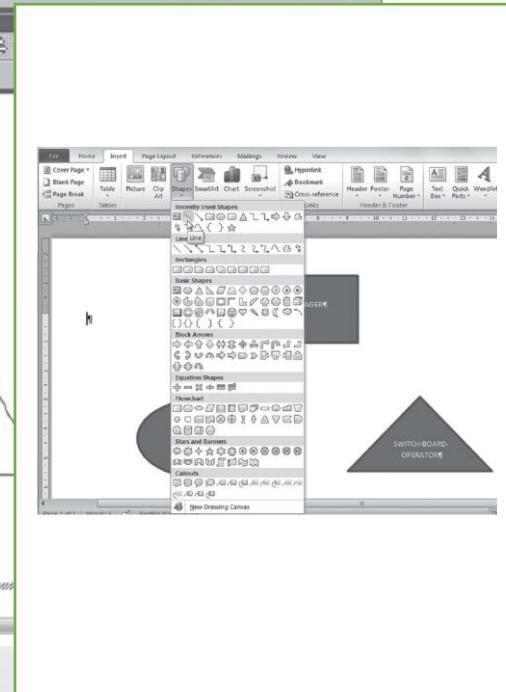 File Home Insert Page Layout References Mailings Review View
Cover Page
Blank Page
Page Break
Pages
Table
Tables
Picture Clip Art Shapes SmartArt Chart Screenshot
Hyperlink
Bookmark
Cross-reference
Links
Header Footer Page Number
Header & Footer
Text Box Quick Parts
Recently Used Shapes
Line
Rectangles
Basic Shapes
Block Arrows
Equation Shapes
Flowchart
Stars and Banners
Callouts
New Drawing Canvas
AGER¶
SWITCH-BOARD-
OPERATOR¶